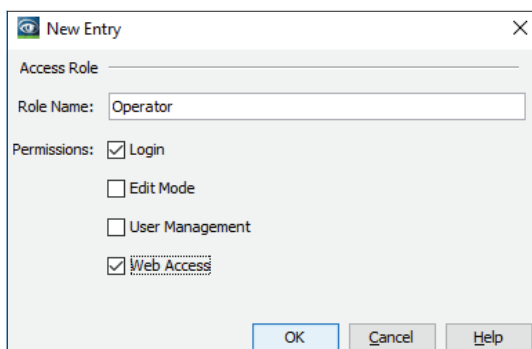 New Entry
Access Role
Role Name: Operator
Permissions: Login
Edit Mode
User Management
Web Access
OK Cancel Help